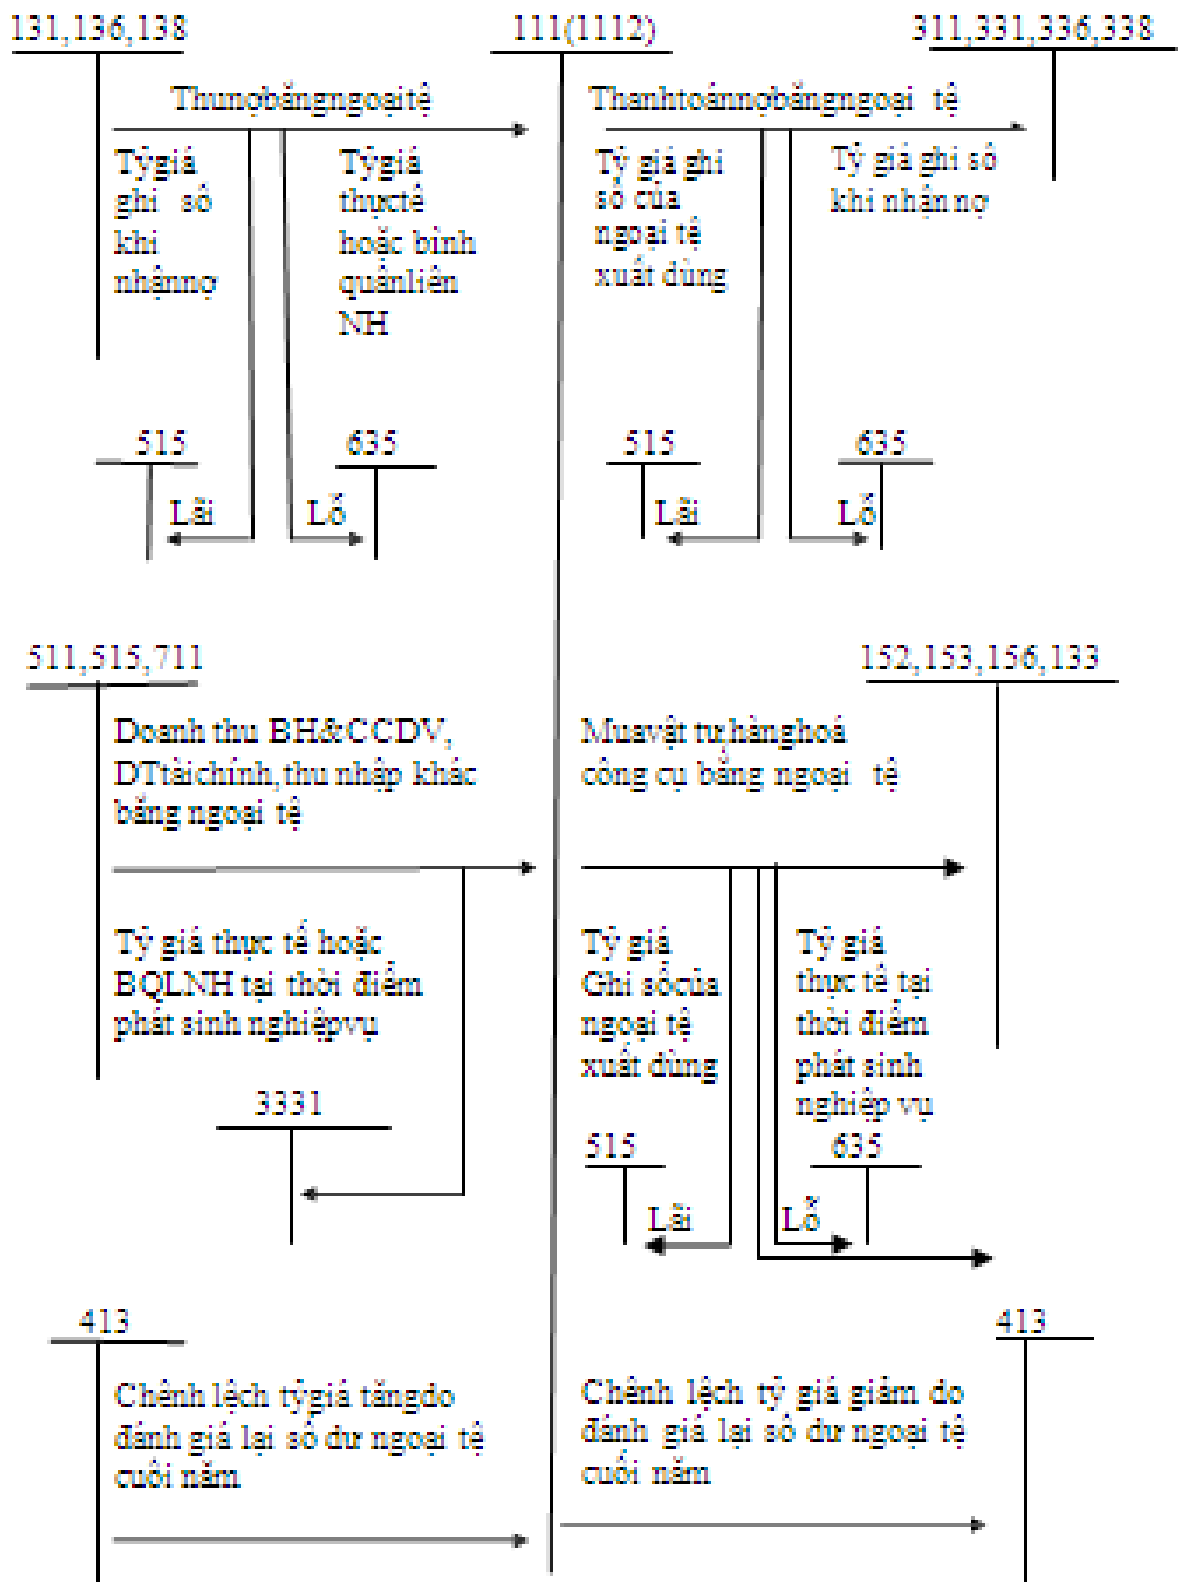 131,136,138
111(1112)
311,331,336,338
Thunợbằngngoạitệ
Thanhtoánnợbằngngoại tệ
Tỷgiá
ghi sổ
khi
nhậnnợ
Tỷgiá
thựctế
hoặc bình
quânliên
NH
Tỷ giá ghi
sổ của
ngoại tệ
xuất dùng
Tỷ giá ghi sổ
khi nhận nợ
515
635
515
635
Lãi
Lỗ
Lãi
Lỗ
511,515,711
152,153,156,133
Doanh thu BH&CCDV,
DTtàichính,thu nhập khác
bằng ngoại tệ
Muavật tư,hànghoá
công cụ bằng ngoại tệ
Tỷ giá thực tế hoặc
BQLNH tại thời điểm
phát sinh nghiệpvụ
Tỷ giá
Ghi sổcủa
ngoại tệ
xuất dùng
Tỷ giá
thực tế tại
thời điểm
phát sinh
nghiệp vụ
3331
515
635
Lãi
Lỗ
413
413
Chênh lệch tỷgiá tăngdo
đánh giá lại số dư ngoại tệ
cuối năm
Chênh lệch tỷ giá giảm do
đánh giá lại số dư ngoại tệ
cuối năm